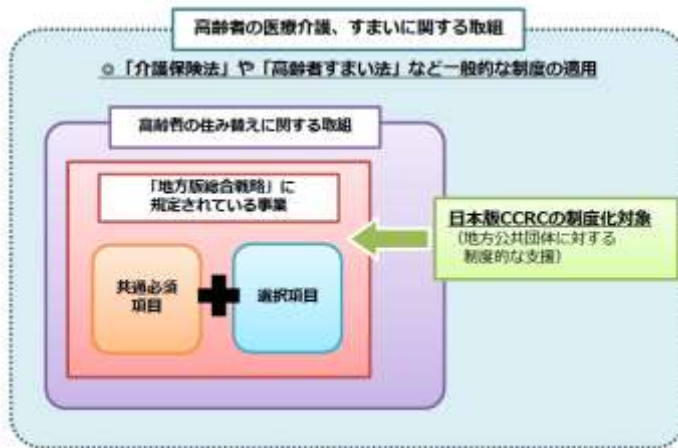 高齢者の医療介護、すまいに関する取組
◎「介護保険法」や「高齢者すまい法」など一般的な制度の適用
高齢者の住み替えに関する取組
「地方版総合戦略」に
規定されている事業
共通必須
項目
選択項目
日本版CCRCの制度化対象
(地方公共団体に対する
制度的な支援)